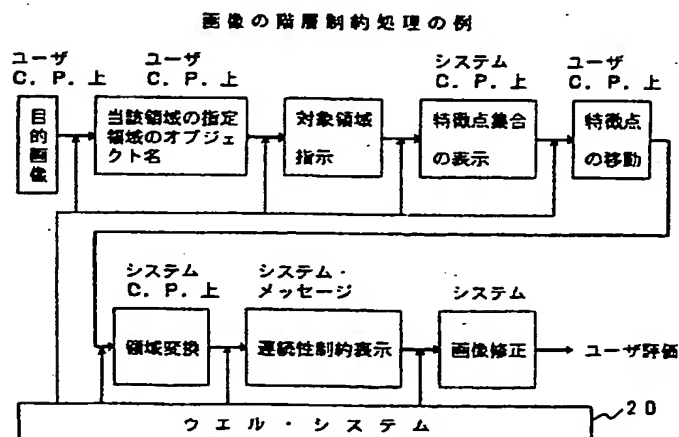 画像の階層制約処理の例
ユーザ
C. P. 上
ユーザ
C. P. 上
システム
C. P. 上
ユーザ
C. P. 上
目的画像
当該領域の指定
領域のオブジェ
クト名
対象領域
指示
特徴点集合
の表示
特徴点
の移動
システム
C. P. 上
システム・
メッセージ
システム
領域変換
連続性制約表示
画像修正
ユーザ評価
20
ウエル・システム